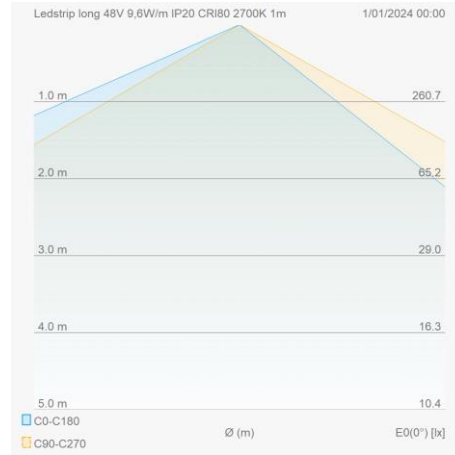 Ledstrip long 48V 9,6W/m IP20 CRI80 2700K 1m 1/01/2024 00:00
1.0 m 260.7
2.0 m 65.2
3.0 m 29.0
4.0 m 16.3
5.0 m 10.4
C0-C180
Ø (m) E0(0°) [lx]
C90-C270